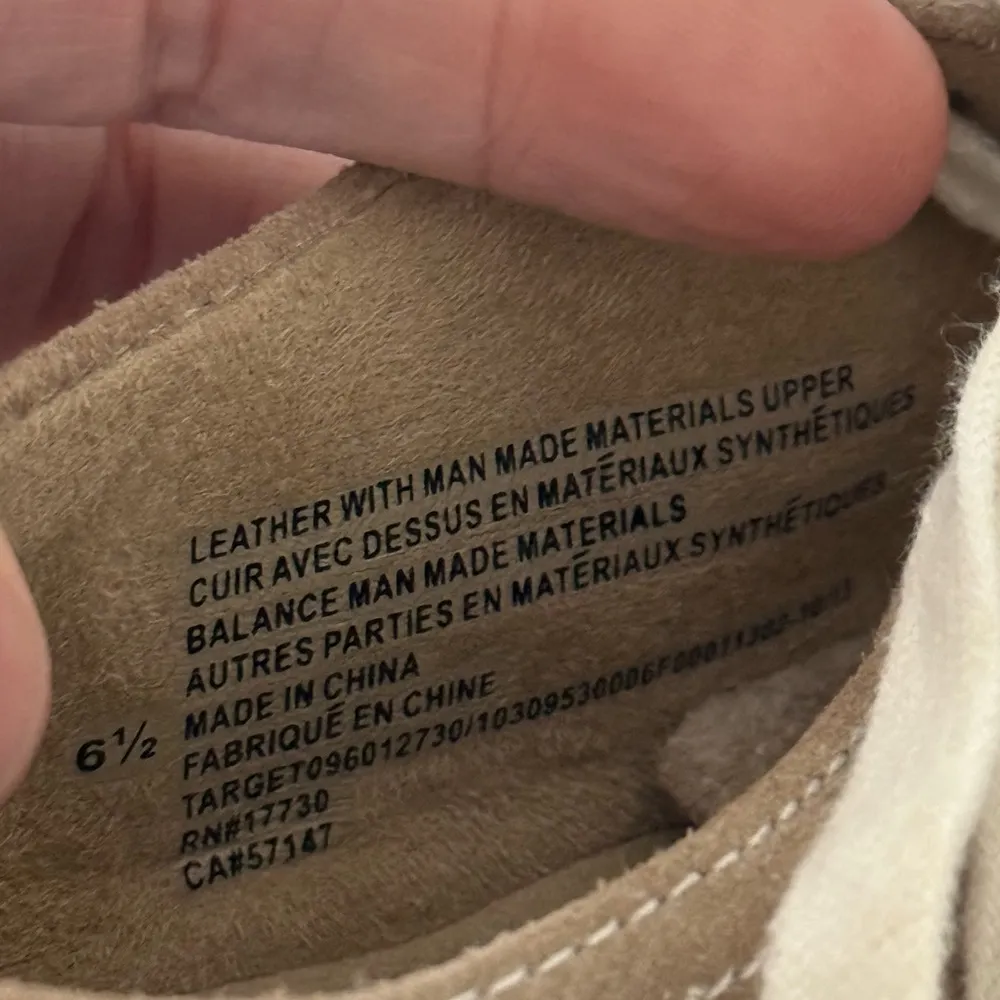 LEATHER WITH MAN MADE MATERIALS UPPER
CUIR AVEC DESSUS EN MATÉRIAUX SYNTHÉTIQUES
BALANCE MAN MADE MATERIALS
AUTRES PARTIES EN MATÉRIAUX SYNTHÉTIQUES
MADE IN CHINA
FABRIQUÉ EN CHINE
6½
RN#17730
CA#57147